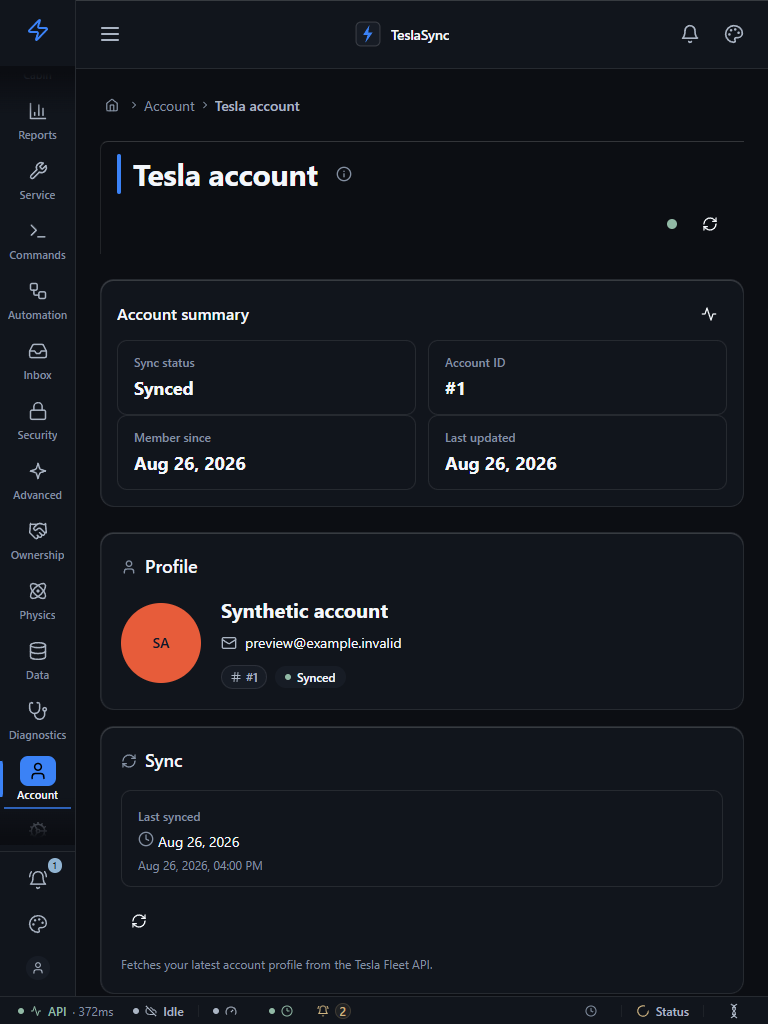 TeslaSync
Reports
Service
Commands
Automation
Inbox
Security
Advanced
Ownership
Physics
Data
Diagnostics
Account
1
Account > Tesla account
Tesla account
Account summary
Sync status
Synced
Account ID
#1
Member since
Aug 26, 2026
Last updated
Aug 26, 2026
Profile
SA
Synthetic account
preview@example.invalid
# #1
Synced
Sync
Last synced
Aug 26, 2026
Aug 26, 2026, 04:00 PM
Fetches your latest account profile from the Tesla Fleet API.
API · 372ms
Idle
2
Status